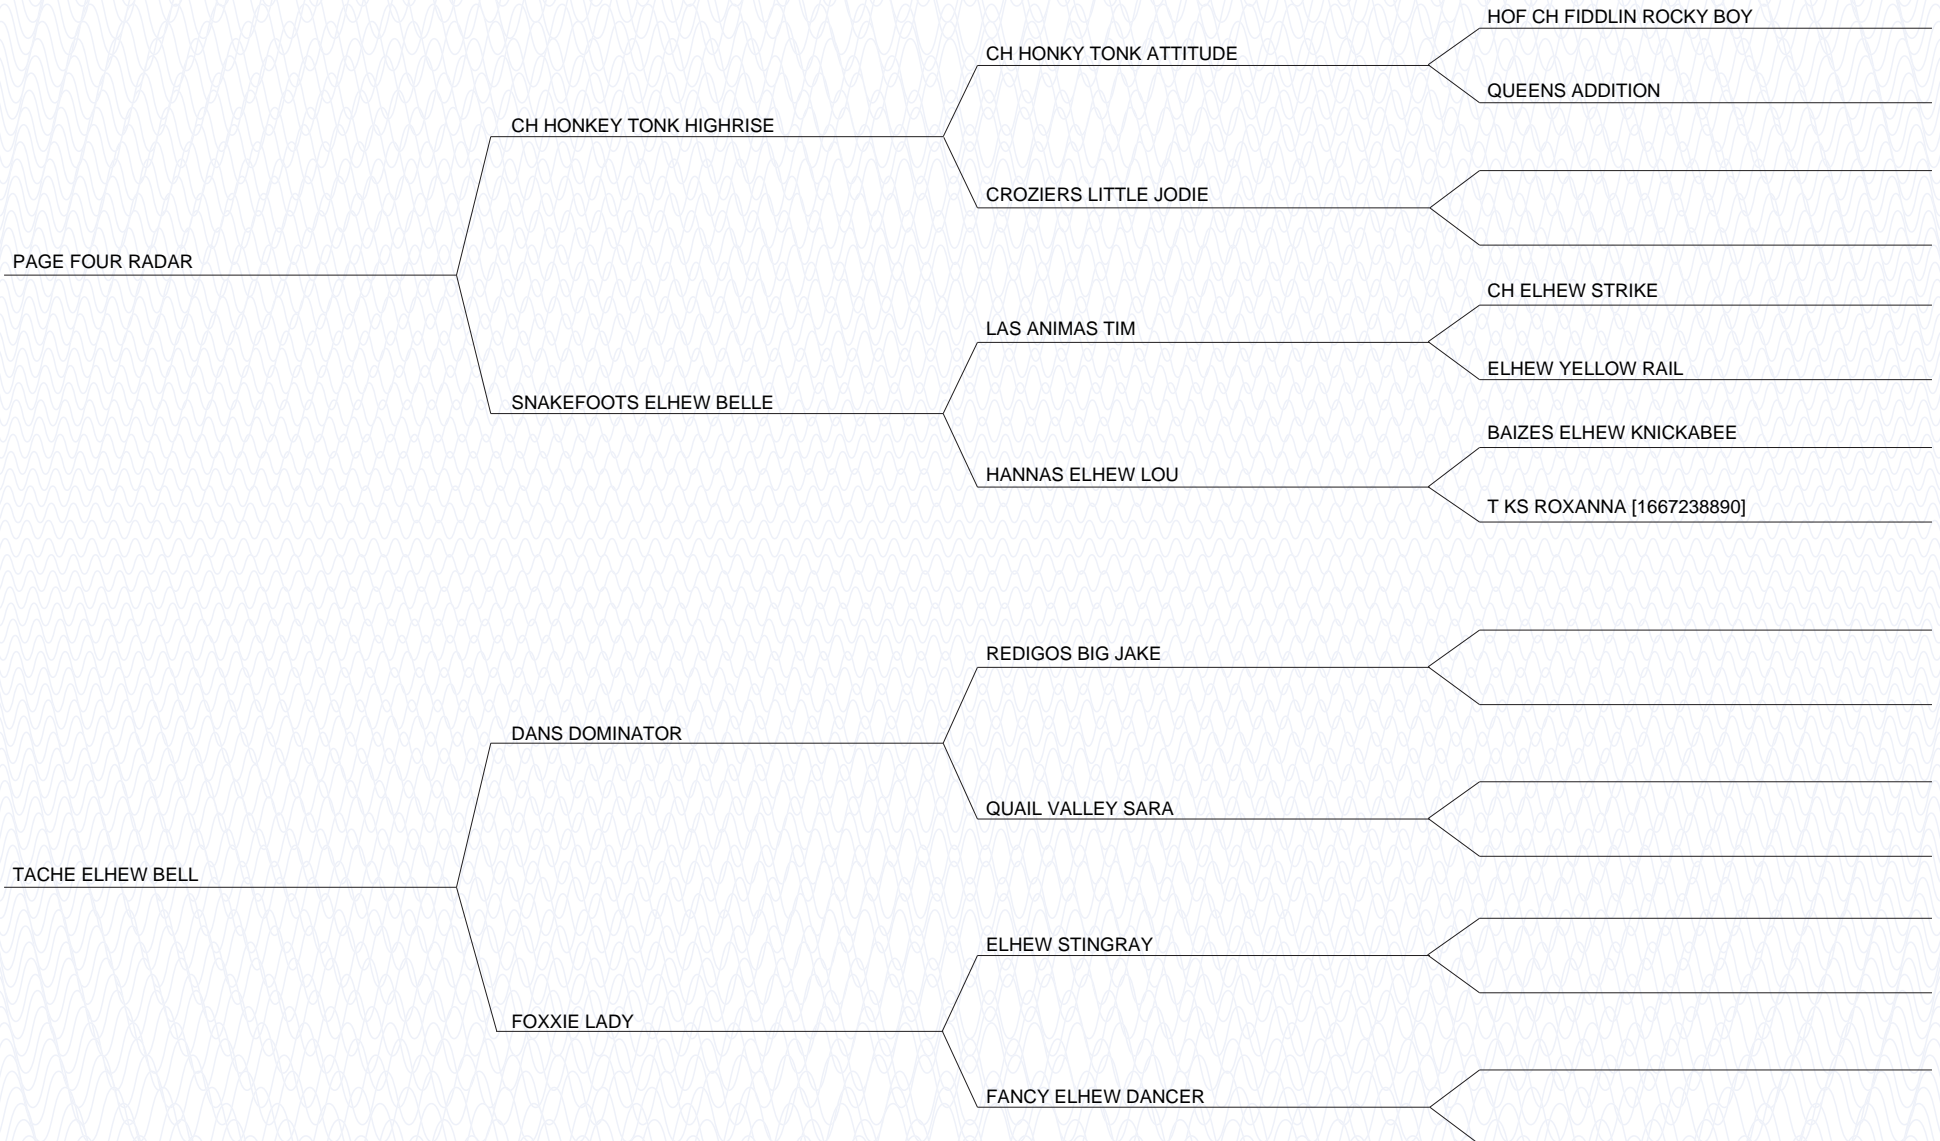 HOF CH FIDDLIN ROCKY BOY
CH HONKY TONK ATTITUDE
QUEENS ADDITION
CH HONKEY TONK HIGHRISE
CROZIERS LITTLE JODIE
PAGE FOUR RADAR
CH ELHEW STRIKE
LAS ANIMAS TIM
ELHEW YELLOW RAIL
SNAKEFOOTS ELHEW BELLE
BAIZES ELHEW KNICKABEE
HANNAS ELHEW LOU
T KS ROXANNA [1667238890]
REDIGOS BIG JAKE
DANS DOMINATOR
QUAIL VALLEY SARA
TACHE ELHEW BELL
ELHEW STINGRAY
FOXXIE LADY
FANCY ELHEW DANCER